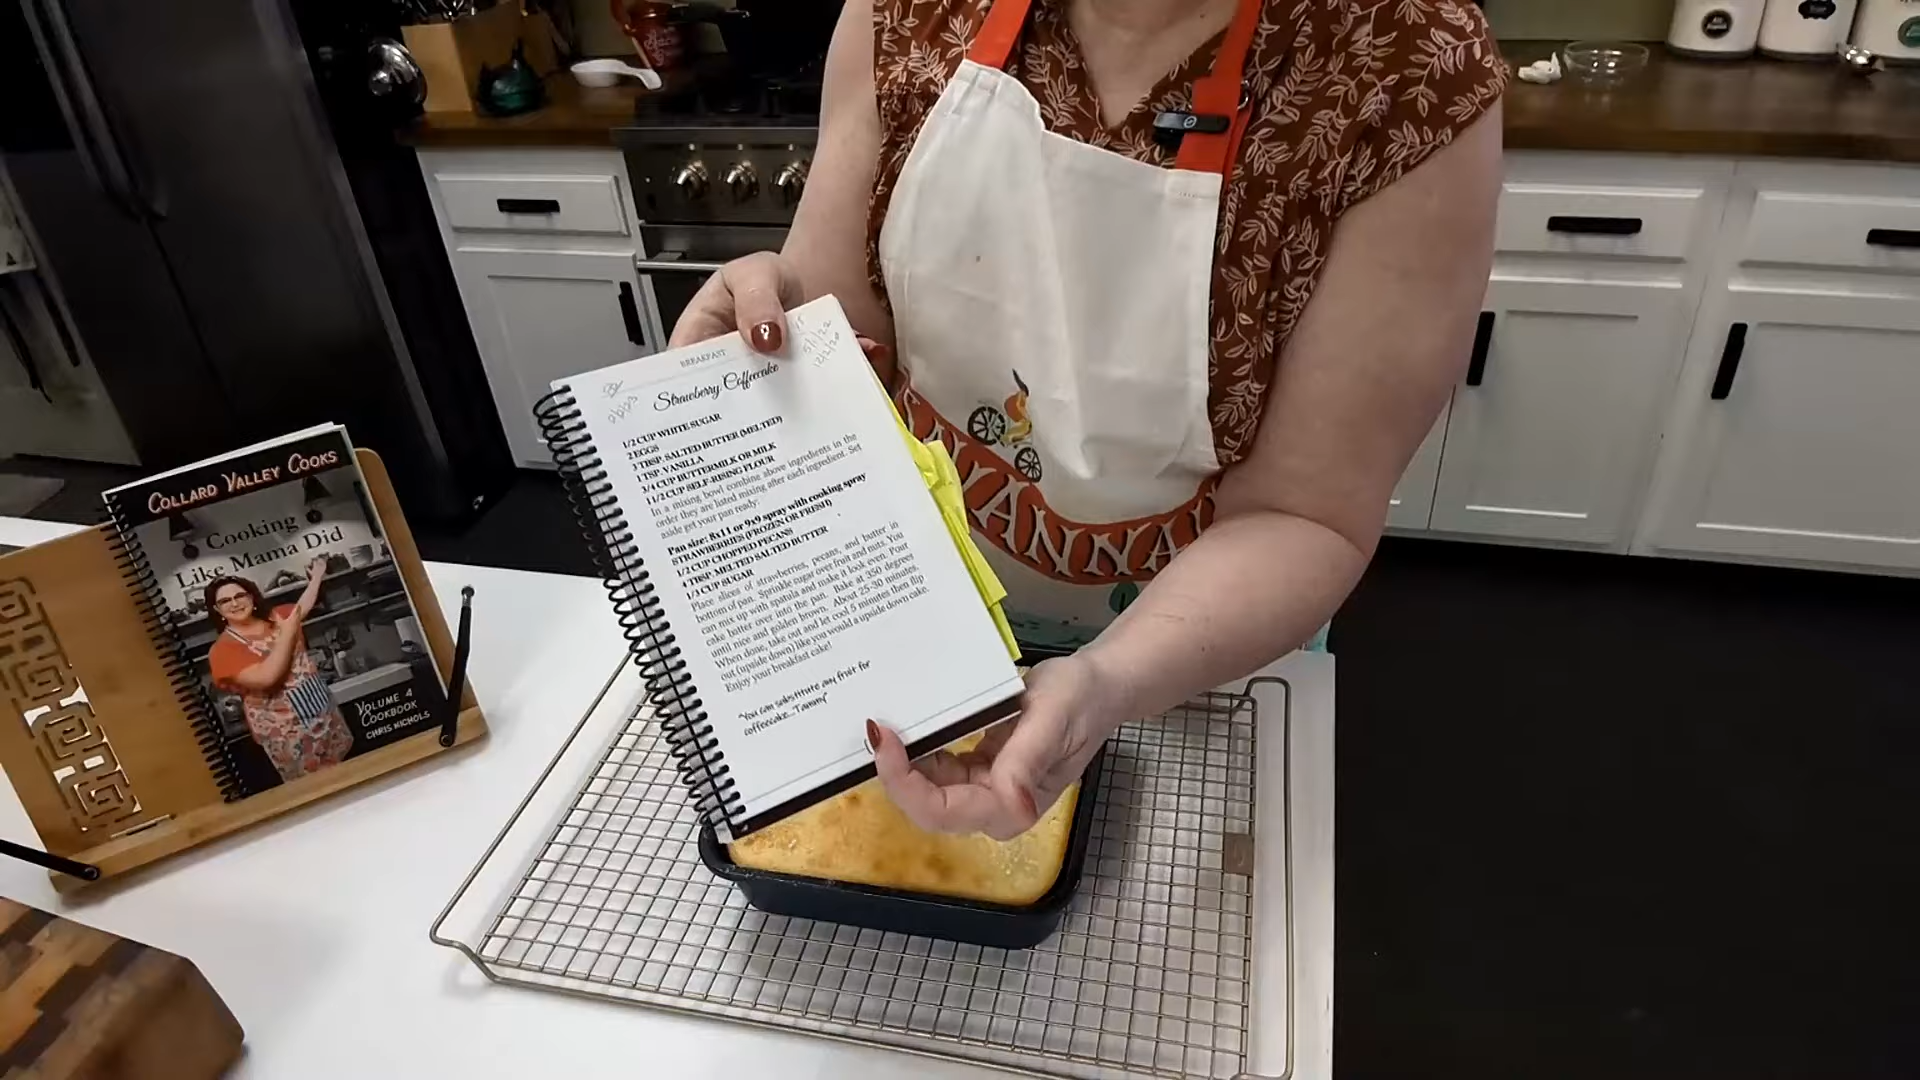 COLLARD VALLEY COOKS
Cooking
Like Mama Did
VOLUME 4
COOKBOOK
CHRIS NICHOLS
BREAKFAST
Strawberry Coffeecake
1/2 CUP WHITE SUGAR
2 EGGS
3 TBSP. SALTED BUTTER (MELTED)
1 TSP. VANILLA
3/4 CUP BUTTERMILK OR MILK
1 1/2 CUP SELF-RISING FLOUR
In a mixing bowl combine above ingredients in the
order they are listed mixing after each ingredient. Set
aside get your pan ready;
Pan size: 8x11 or 9x9 spray with cooking spray
STRAWBERRIES (FROZEN OR FRESH)
1/2 CUP CHOPPED PECANS
4 TBSP. MELTED SALTED BUTTER
1/3 CUP SUGAR
Place slices of strawberries, pecans, and butter in
bottom of pan. Sprinkle sugar over fruit and nuts. You
can mix up with spatula and make it look even. Pour
cake batter over into the pan. Bake at 350 degrees
until nice and golden brown. About 25-30 minutes.
When done, take out and let cool 5 minutes then flip
out (upside down) like you would a upside down cake.
Enjoy your breakfast cake!
"You can substitute any fruit for
coffeecake...Tammy"
ANNA